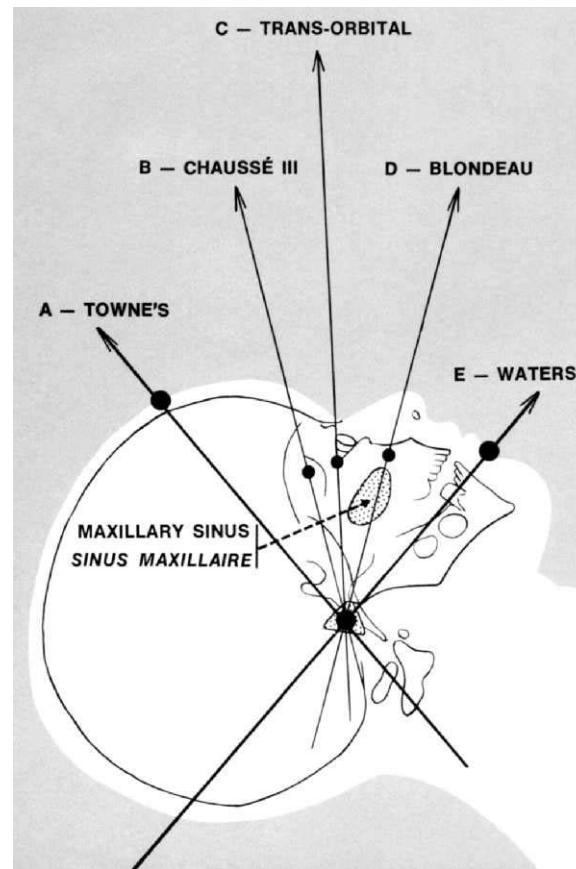 C — TRANS-ORBITAL
B — CHAUSSÉ III
D — BLONDEAU
A — TOWNE'S
E — WATERS
MAXILLARY SINUS
SINUS MAXILLAIRE